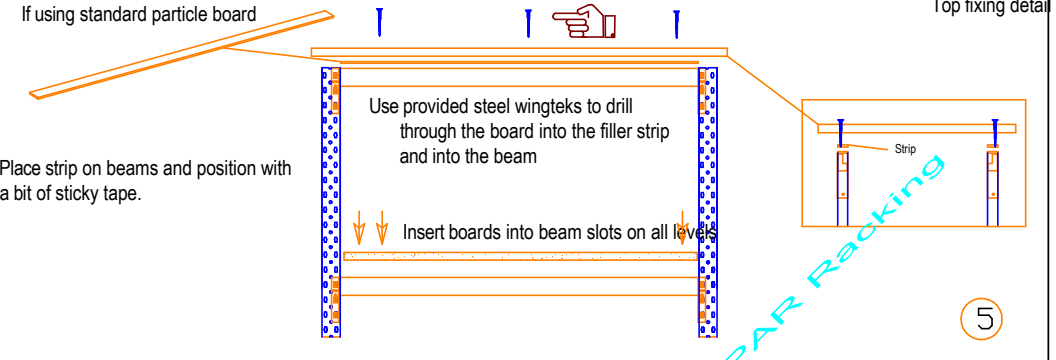 If using standard particle board
Top fixing detail
Use provided steel wingteks to drill
through the board into the filler strip
and into the beam
Strip
Place strip on beams and position with
a bit of sticky tape.
Insert boards into beam slots on all levels
Racking
5